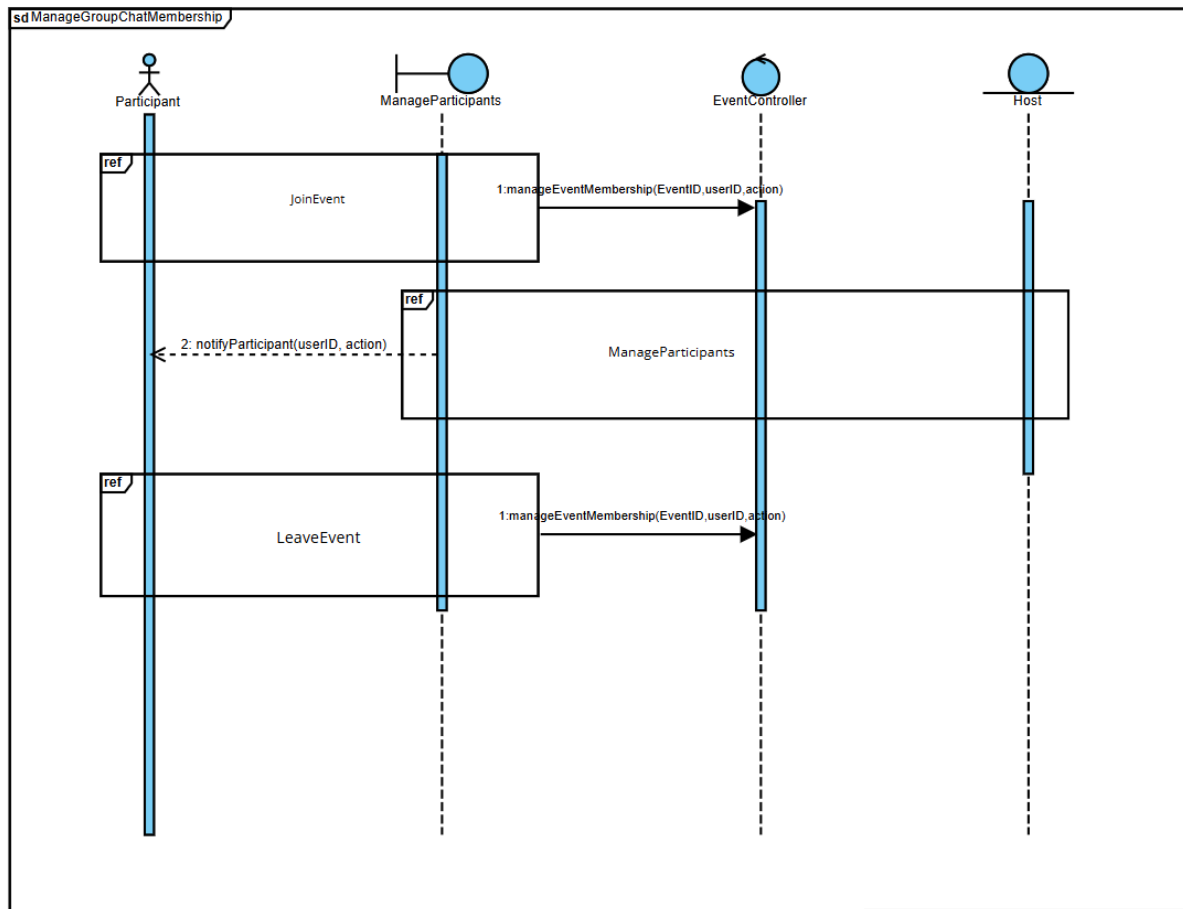 sd ManageGroupChatMembership
Participant
ManageParticipants
EventController
Host
ref
JoinEvent
1:manageEventMembership(EventID,userID,action)
ref
ManageParticipants
2: notifyParticipant(userID, action)
ref
LeaveEvent
1:manageEventMembership(EventID,userID,action)